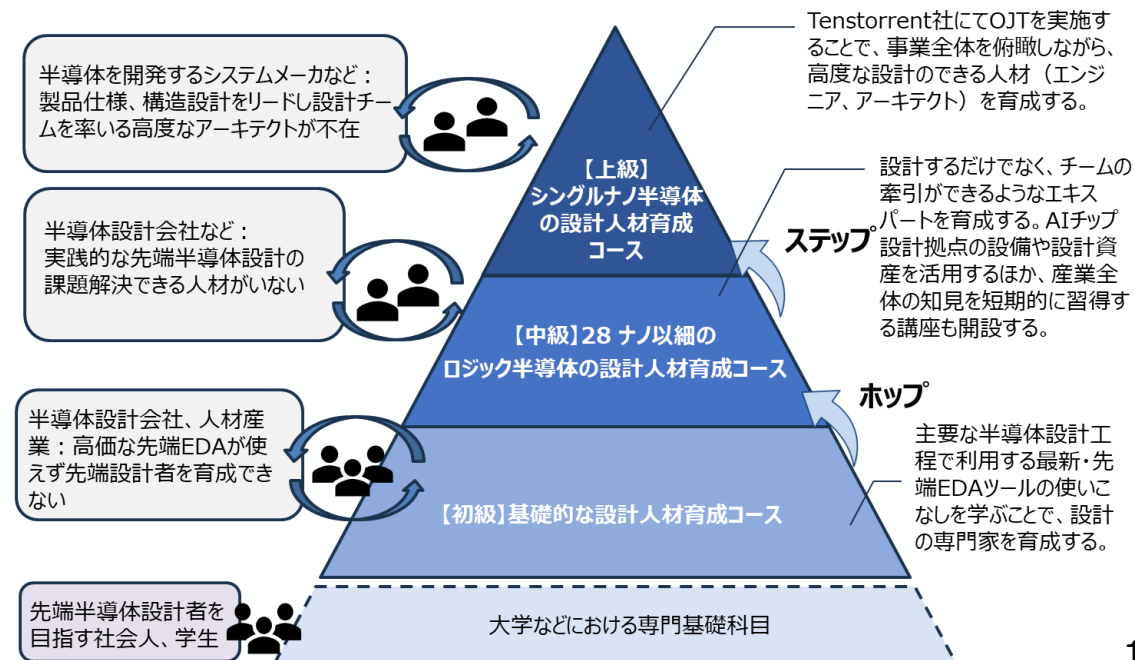 半導体を開発するシステムメーカなど：
製品仕様、構造設計をリードし設計チー
ムを率いる高度なアーキテクトが不在
Tenstorrent社にてOJTを実施す
ることで、事業全体を俯瞰しながら、
高度な設計のできる人材（エンジ
ニア、アーキテクト）を育成する。
【上級】
シングルナノ半導体
の設計人材育成
コース
半導体設計会社など：
実践的な先端半導体設計の
課題解決できる人材がいない
ステップ
設計するだけでなく、チームの
牽引ができるようなエキス
パートを育成する。AIチップ
設計拠点の設備や設計資
産を活用するほか、産業全
体の知見を短期的に習得す
る講座も開設する。
【中級】28 ナノ以細の
ロジック半導体の設計人材育成コース
ホップ
半導体設計会社、人材産
業：高価な先端EDAが使
えず先端設計者を育成でき
ない
【初級】基礎的な設計人材育成コース
主要な半導体設計工
程で利用する最新・先
端EDAツールの使いこ
なしを学ぶことで、設計
の専門家を育成する。
先端半導体設計者を
目指す社会人、学生
大学などにおける専門基礎科目
1